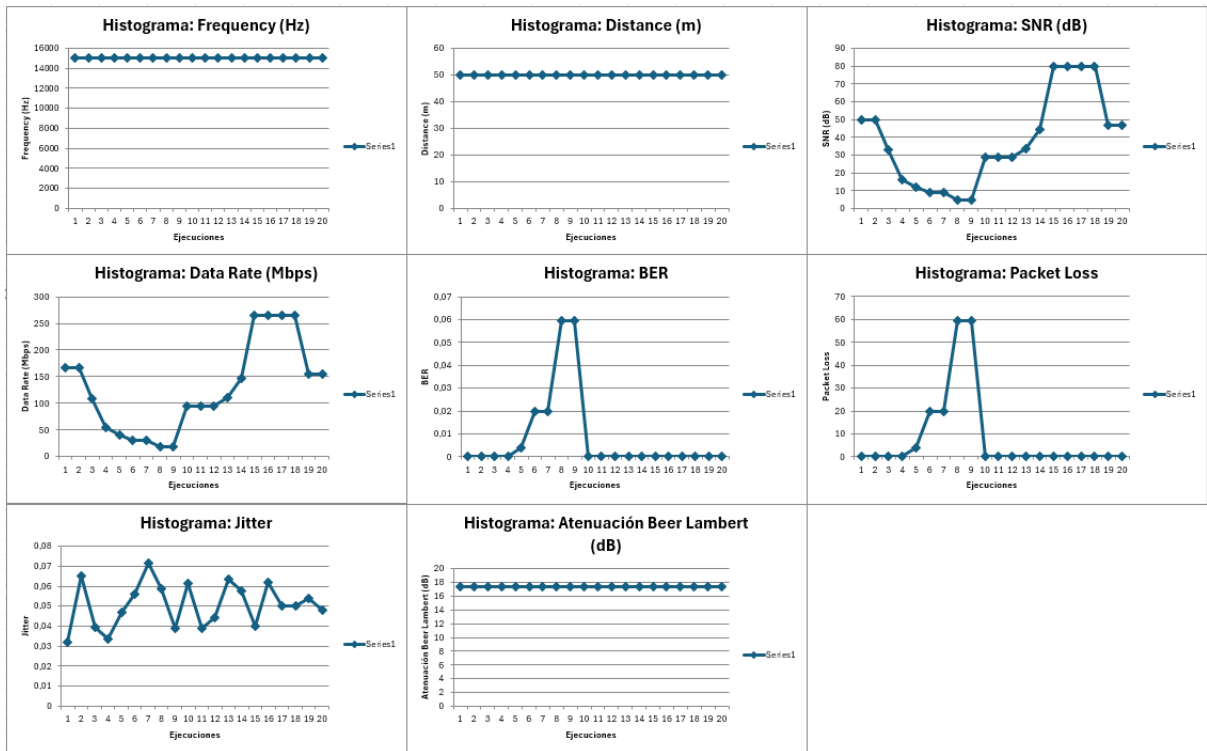 Histograma: Frequency (Hz)
16000
14000
12000
10000
8000
6000
4000
2000
0
Frequency (Hz)
1 2 3 4 5 6 7 8 9 10 11 12 13 14 15 16 17 18 19 20
Ejecuciones
Series1
Histograma: Distance (m)
60
50
40
30
20
10
0
Distance (m)
1 2 3 4 5 6 7 8 9 10 11 12 13 14 15 16 17 18 19 20
Ejecuciones
Series1
Histograma: SNR (dB)
90
80
70
60
50
40
30
20
10
0
SNR (dB)
1 2 3 4 5 6 7 8 9 10 11 12 13 14 15 16 17 18 19 20
Ejecuciones
Series1
Histograma: Data Rate (Mbps)
300
250
200
150
100
50
0
Data Rate (Mbps)
1 2 3 4 5 6 7 8 9 10 11 12 13 14 15 16 17 18 19 20
Ejecuciones
Series1
Histograma: BER
0,07
0,06
0,05
0,04
0,03
0,02
0,01
0
BER
1 2 3 4 5 6 7 8 9 10 11 12 13 14 15 16 17 18 19 20
Ejecuciones
Series1
Histograma: Packet Loss
70
60
50
40
30
20
10
0
Packet Loss
1 2 3 4 5 6 7 8 9 10 11 12 13 14 15 16 17 18 19 20
Ejecuciones
Series1
Histograma: Jitter
0,08
0,07
0,06
0,05
0,04
0,03
0,02
0,01
0
Jitter
1 2 3 4 5 6 7 8 9 10 11 12 13 14 15 16 17 18 19 20
Ejecuciones
Series1
Histograma: Atenuación Beer Lambert
(dB)
20
18
16
14
12
10
8
6
4
2
0
Atenuación Beer Lambert (dB)
1 2 3 4 5 6 7 8 9 10 11 12 13 14 15 16 17 18 19 20
Ejecuciones
Series1